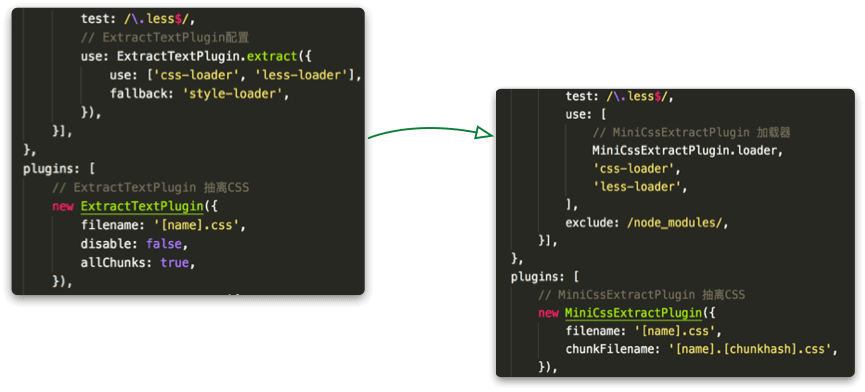 test: /\.less$/,
// ExtractTextPlugin配置
use: ExtractTextPlugin.extract({
use: ['css-loader', 'less-loader'],
fallback: 'style-loader',
}),
}],
},
plugins: [
// ExtractTextPlugin 抽离CSS
new ExtractTextPlugin({
filename: '[name].css',
disable: false,
allChunks: true,
}),
test: /\.less$/,
use: [
// MiniCssExtractPlugin 加载器
MiniCssExtractPlugin.loader,
'css-loader',
'less-loader',
],
exclude: /node_modules/,
}],
},
plugins: [
// MiniCssExtractPlugin 抽离CSS
new MiniCssExtractPlugin({
filename: '[name].css',
chunkFilename: '[name].[chunkhash].css',
}),